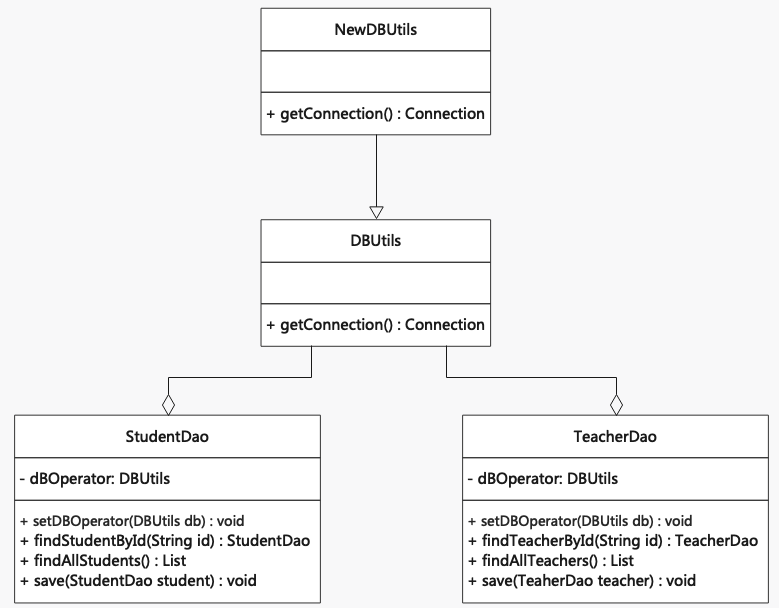 NewDBUtils
+ getConnection() : Connection
DBUtils
+ getConnection() : Connection
StudentDao
- dBOperator: DBUtils
+ setDBOperator(DBUtils db) : void
+ findStudentById(String id) : StudentDao
+ findAllStudents() : List
+ save(StudentDao student) : void
TeacherDao
- dBOperator: DBUtils
+ setDBOperator(DBUtils db) : void
+ findTeacherById(String id) : TeacherDao
+ findAllTeachers() : List
+ save(TeaherDao teacher) : void